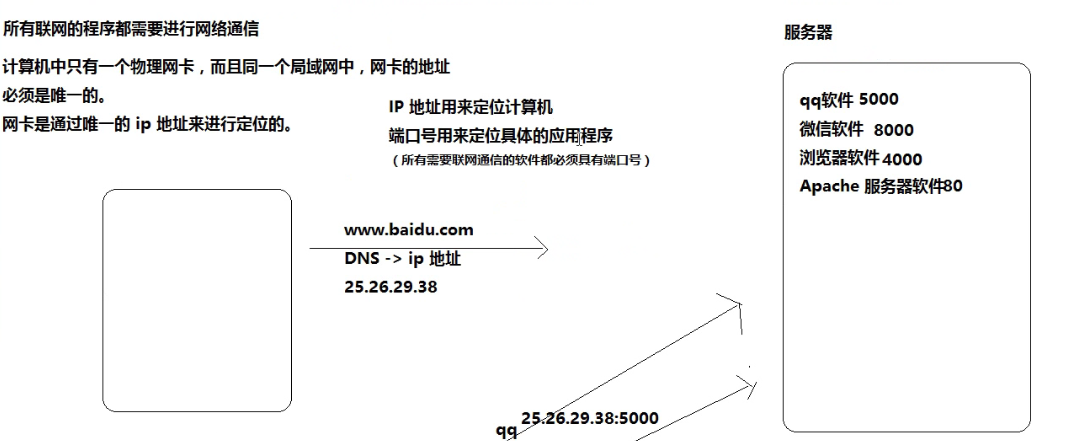 所有联网的程序都需要进行网络通信
计算机中只有一个物理网卡，而且同一个局域网中，网卡的地址
必须是唯一的。
网卡是通过唯一的 ip 地址来进行定位的。
IP 地址用来定位计算机
端口号用来定位具体的应用程序
（所有需要联网通信的软件都必须具有端口号）
www.baidu.com
DNS -> ip 地址
25.26.29.38
服务器
qq软件 5000
微信软件 8000
浏览器软件 4000
Apache 服务器软件80
qq 25.26.29.38:5000